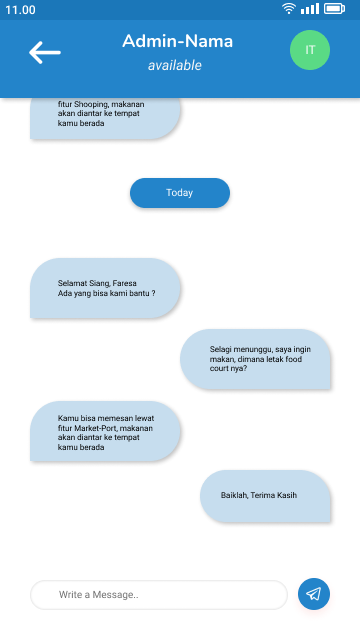 11.00
Admin-Nama
available
IT
fitur Shooping, makanan
akan diantar ke tempat
kamu berada
Today
Selamat Siang, Faresa
Ada yang bisa kami bantu ?
Selagi menunggu, saya ingin
makan, dimana letak food
court nya?
Kamu bisa memesan lewat
fitur Market-Port, makanan
akan diantar ke tempat
kamu berada
Baiklah, Terima Kasih
Write a Message..